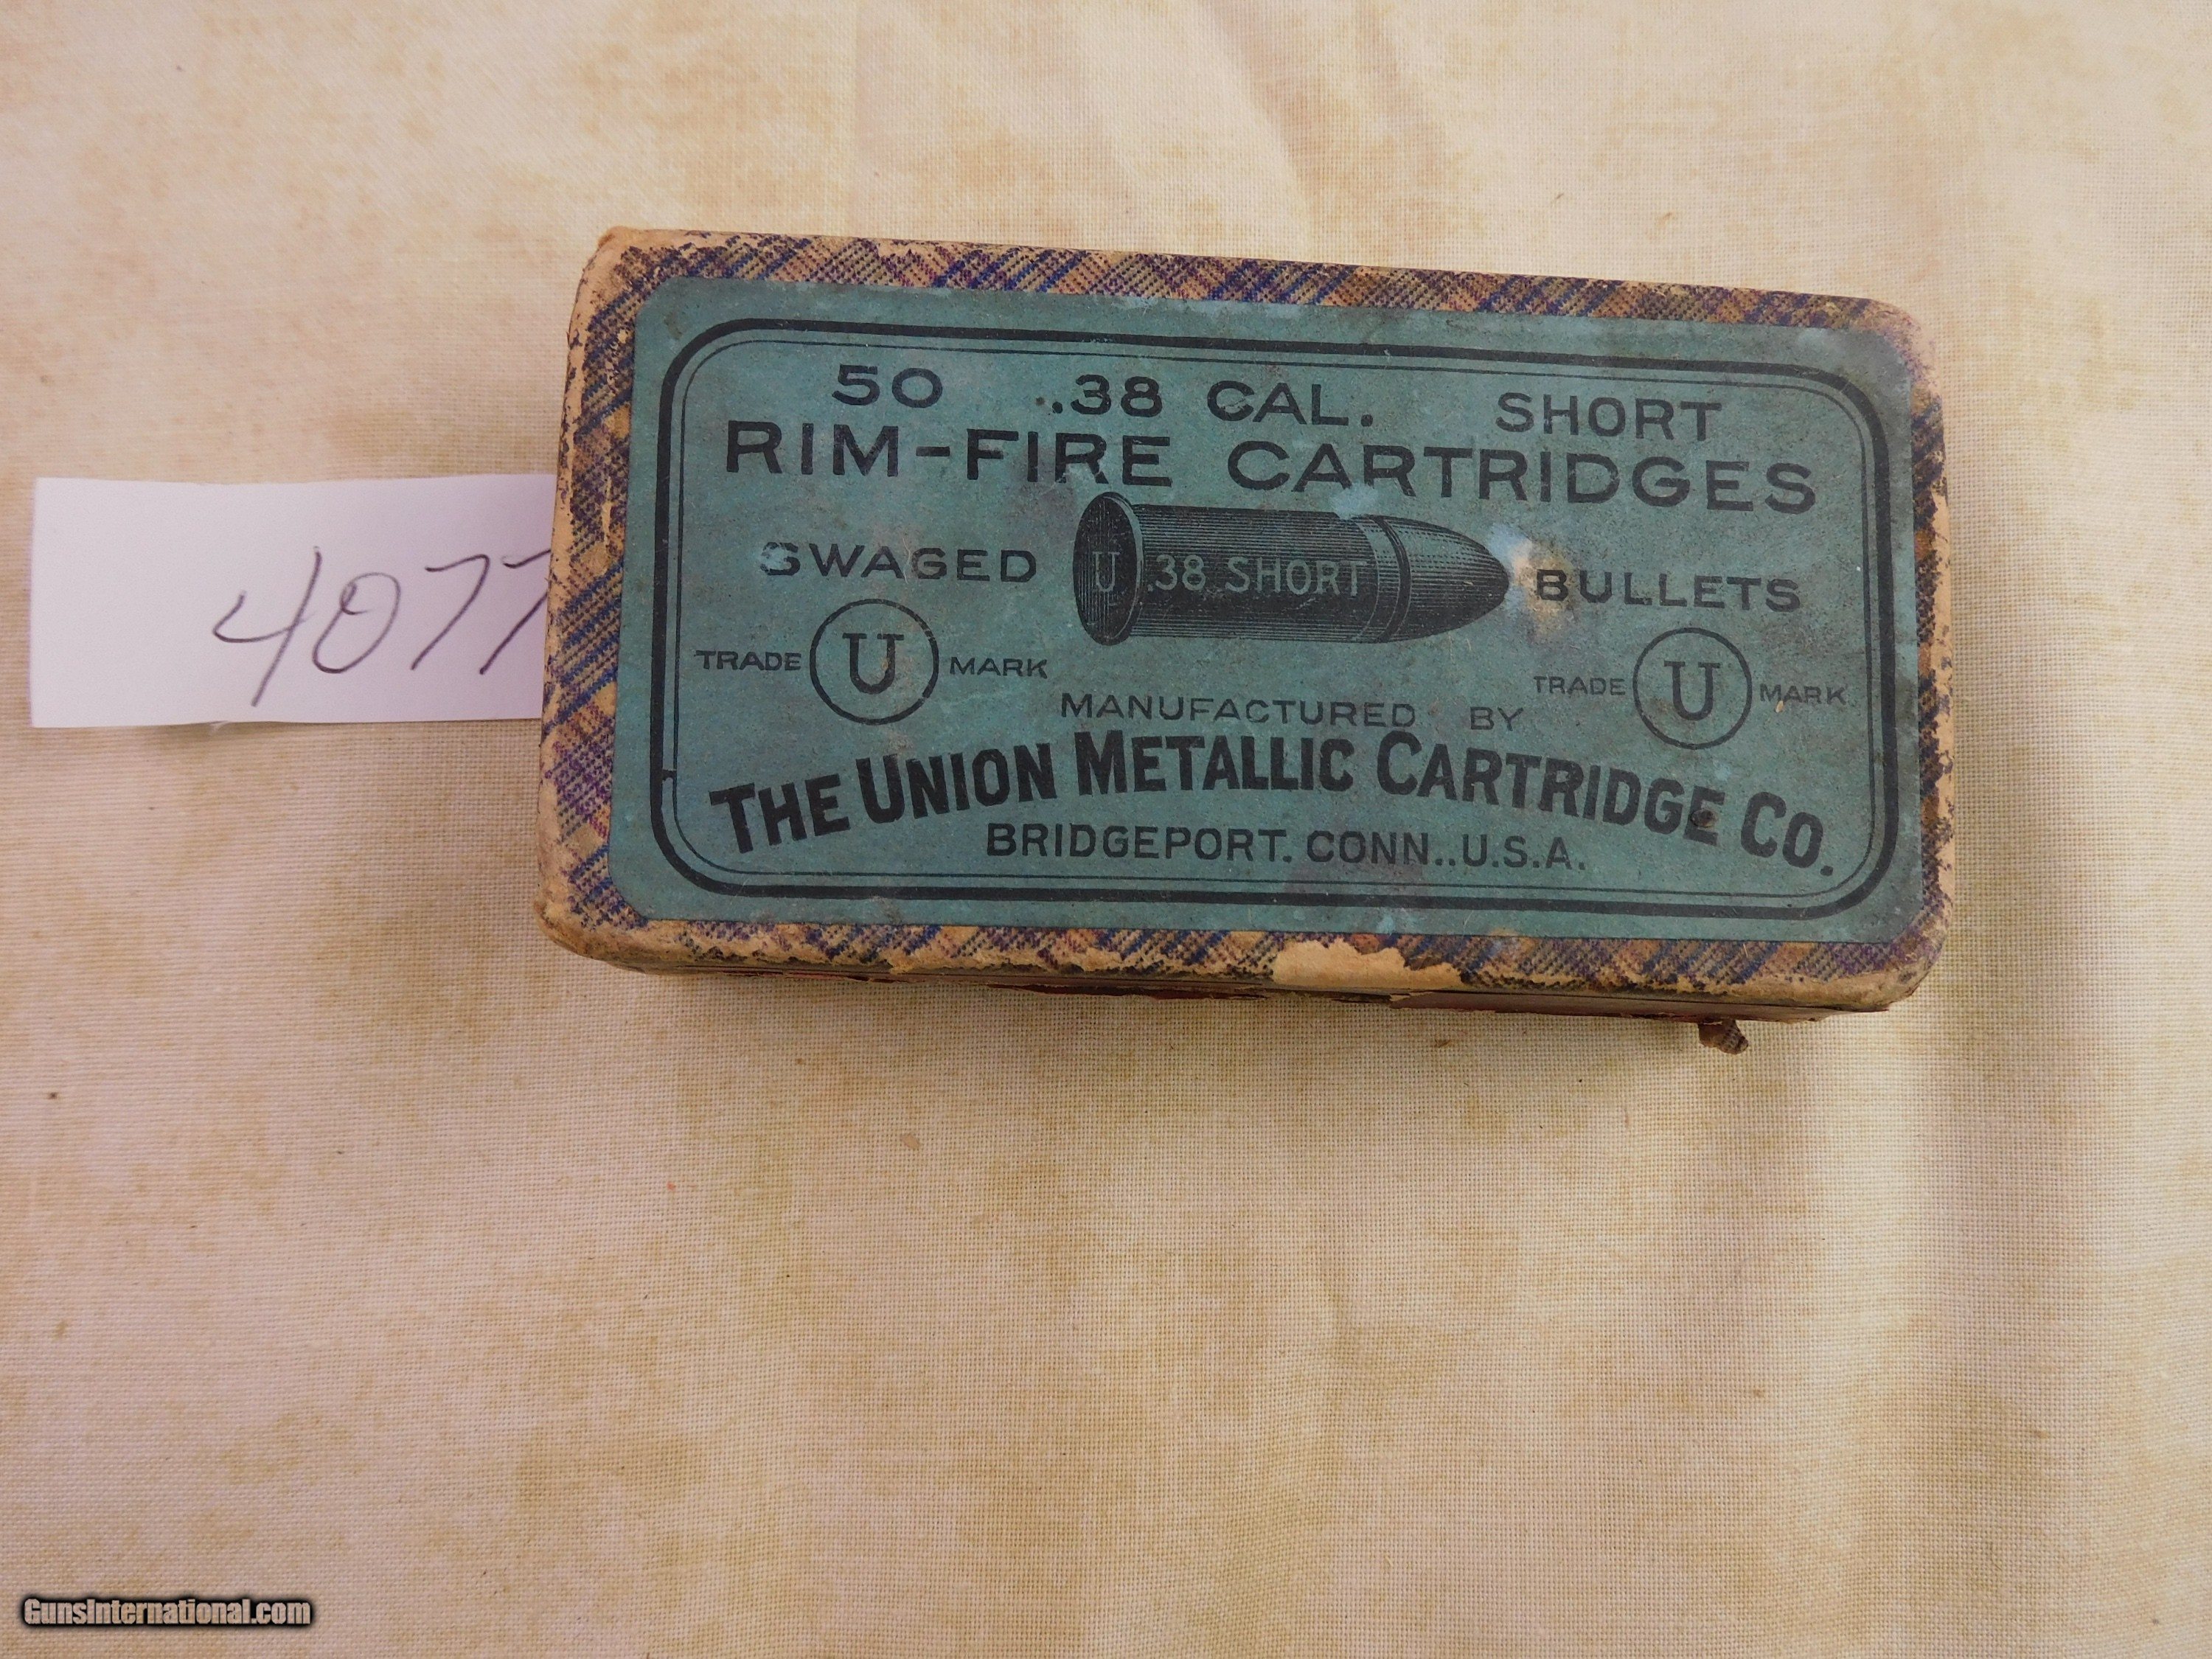 50 .38 CAL. SHORT
RIM-FIRE CARTRIDGES
SWAGED U .38 SHORT BULLETS
TRADE U MARK TRADE U MARK
MANUFACTURED BY
THE UNION METALLIC CARTRIDGE CO.
BRIDGEPORT. CONN..U.S.A.
4077
GunsInternational.com